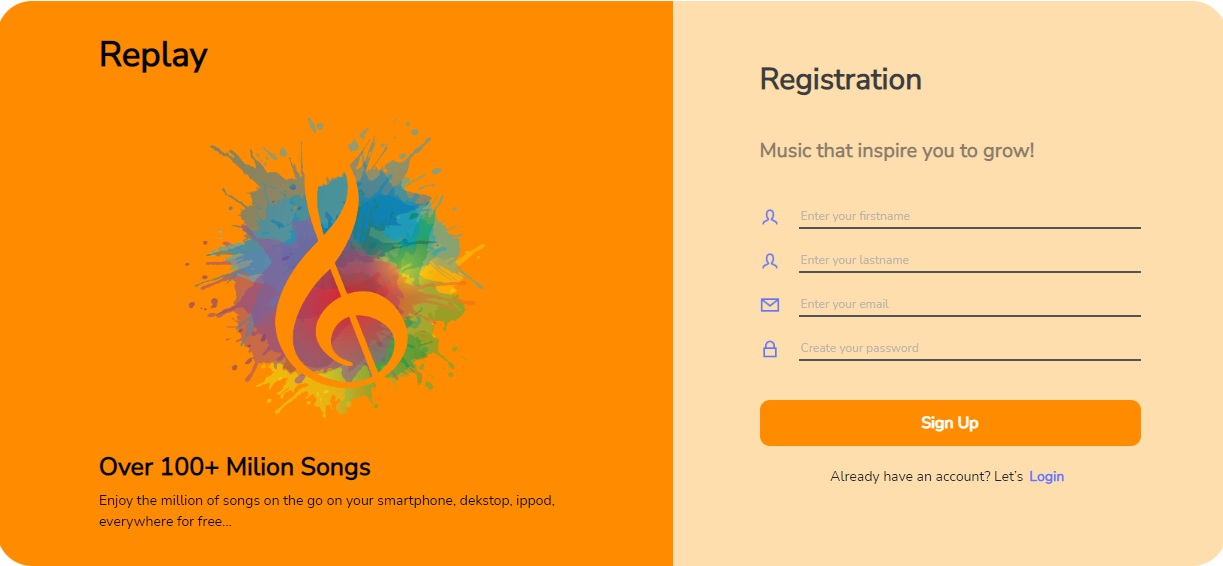 Replay
Over 100+ Milion Songs
Enjoy the million of songs on the go on your smartphone, dekstop, ippod,
everywhere for free...
Registration
Music that inspire you to grow!
Enter your firstname
Enter your lastname
Enter your email
Create your password
Sign Up
Already have an account? Let's Login